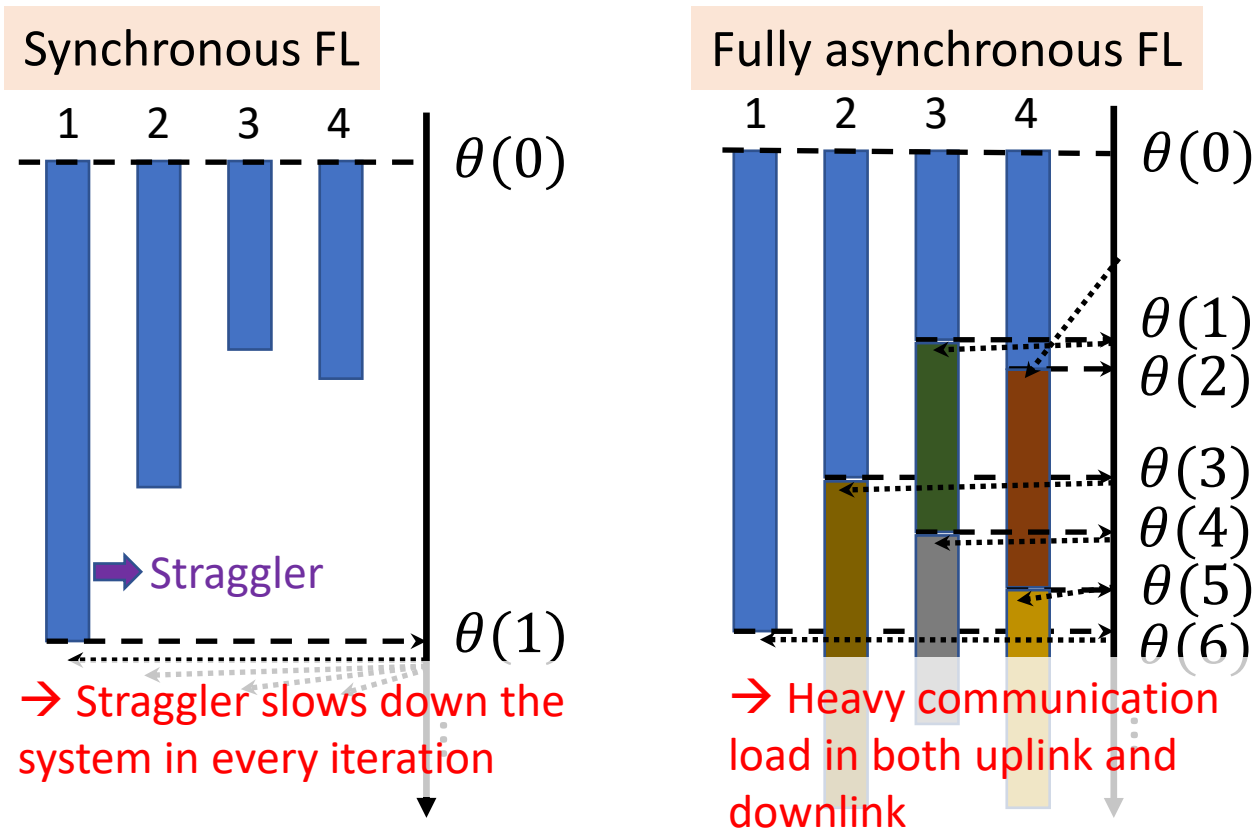 Synchronous FL
1 2 3 4
θ(0)
Straggler
θ(1)
→ Straggler slows down the
system in every iteration
Fully asynchronous FL
1 2 3 4
θ(0)
θ(1)
θ(2)
θ(3)
θ(4)
θ(5)
θ(6)
→ Heavy communication
load in both uplink and
downlink